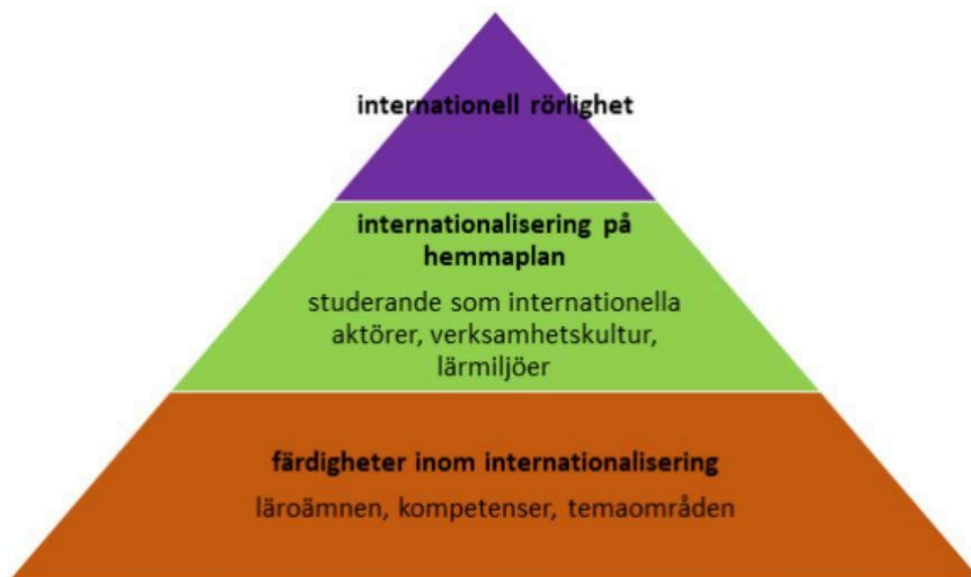 internationell rörlighet
internationalisering på
hemmaplan
studerande som internationella
aktörer, verksamhetskultur,
lärmiljöer
färdigheter inom internationalisering
läroämnen, kompetenser, temaområden